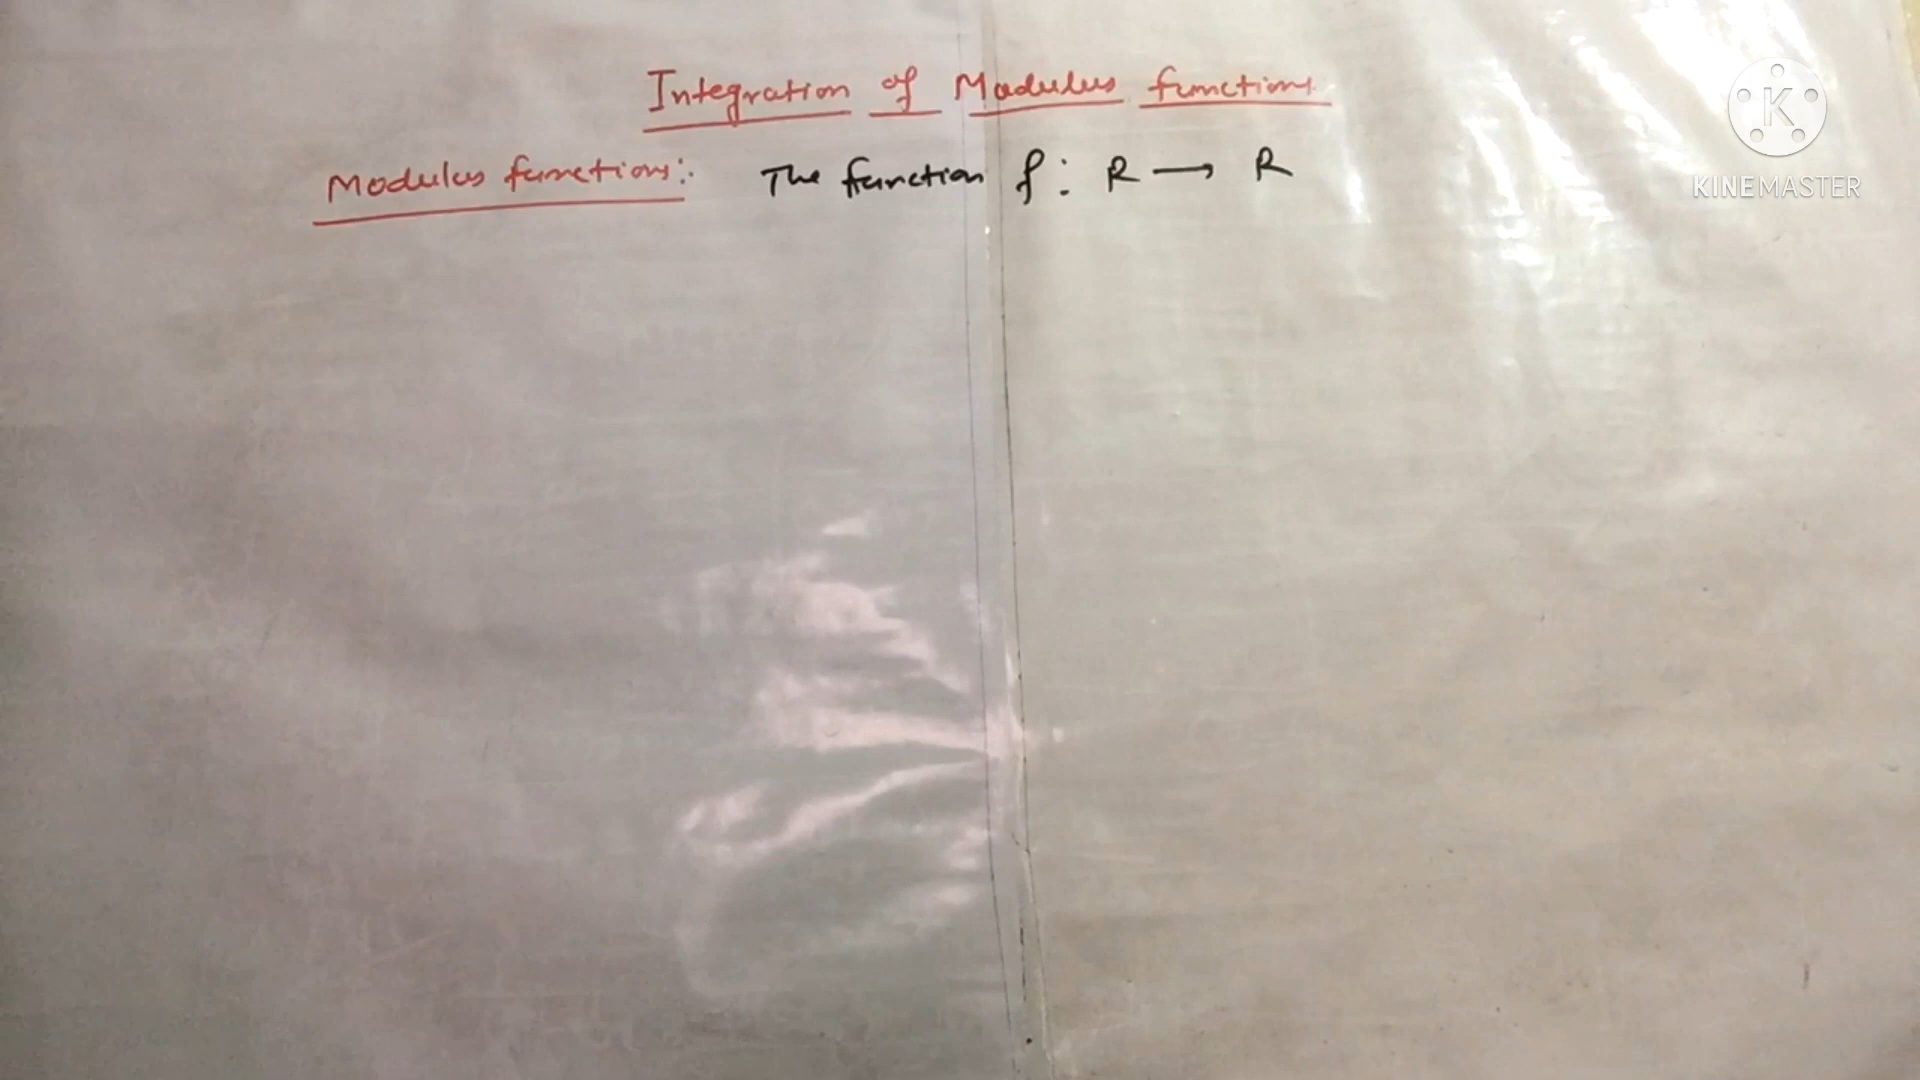 Integration of Modulus functions.
Modulus functions:. The function f: R → R
K
KINEMASTER